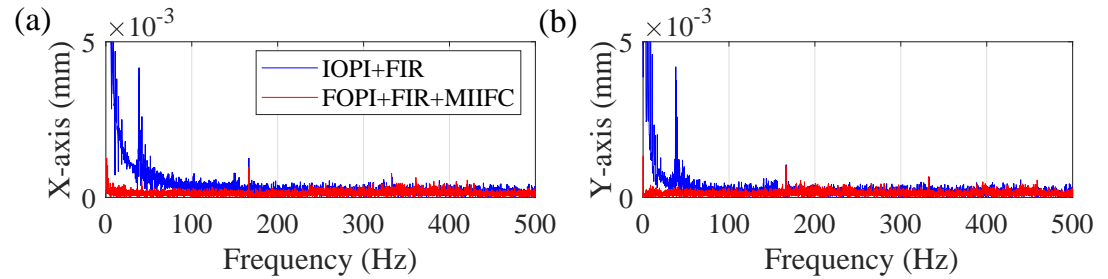 (a)
×10⁻³
5
0
X-axis (mm)
IOPI+FIR
FOPI+FIR+MIIFC
0 100 200 300 400 500
Frequency (Hz)
(b)
×10⁻³
5
0
Y-axis (mm)
0 100 200 300 400 500
Frequency (Hz)